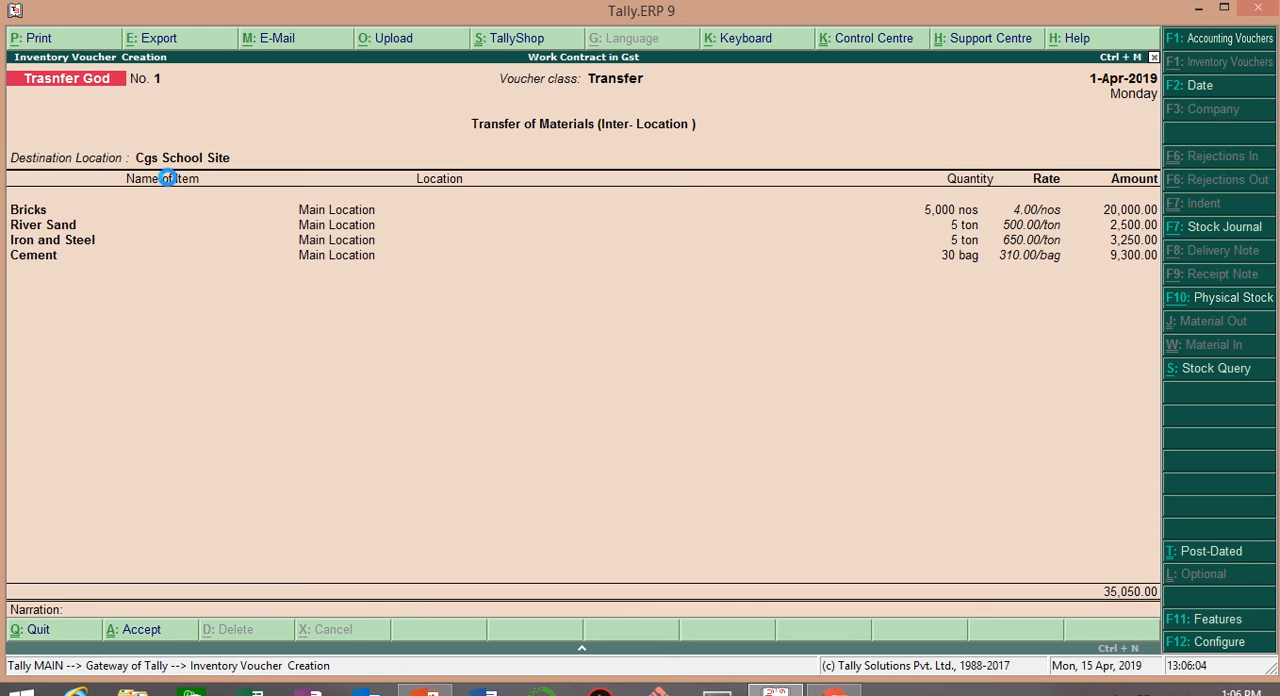 Tally.ERP 9
P: Print E: Export M: E-Mail O: Upload S: TallyShop G: Language K: Keyboard K: Control Centre H: Support Centre H: Help
Inventory Voucher Creation Work Contract in Gst Ctrl + M
Trasnfer God No. 1 Voucher class: Transfer 1-Apr-2019
Monday
Transfer of Materials (Inter- Location )
Destination Location : Cgs School Site
Name of Item Location Quantity Rate Amount
Bricks Main Location 5,000 nos 4.00/nos 20,000.00
River Sand Main Location 5 ton 500.00/ton 2,500.00
Iron and Steel Main Location 5 ton 650.00/ton 3,250.00
Cement Main Location 30 bag 310.00/bag 9,300.00
35,050.00
Narration:
Q: Quit A: Accept D: Delete X: Cancel
Ctrl + N
Tally MAIN --> Gateway of Tally --> Inventory Voucher Creation (c) Tally Solutions Pvt. Ltd., 1988-2017 Mon, 15 Apr, 2019 13:06:04
F1: Accounting Vouchers
F1: Inventory Vouchers
F2: Date
F3: Company
F6: Rejections In
F6: Rejections Out
F7: Indent
F7: Stock Journal
F8: Delivery Note
F9: Receipt Note
F10: Physical Stock
J: Material Out
W: Material In
S: Stock Query
T: Post-Dated
L: Optional
F11: Features
F12: Configure
1:06 PM